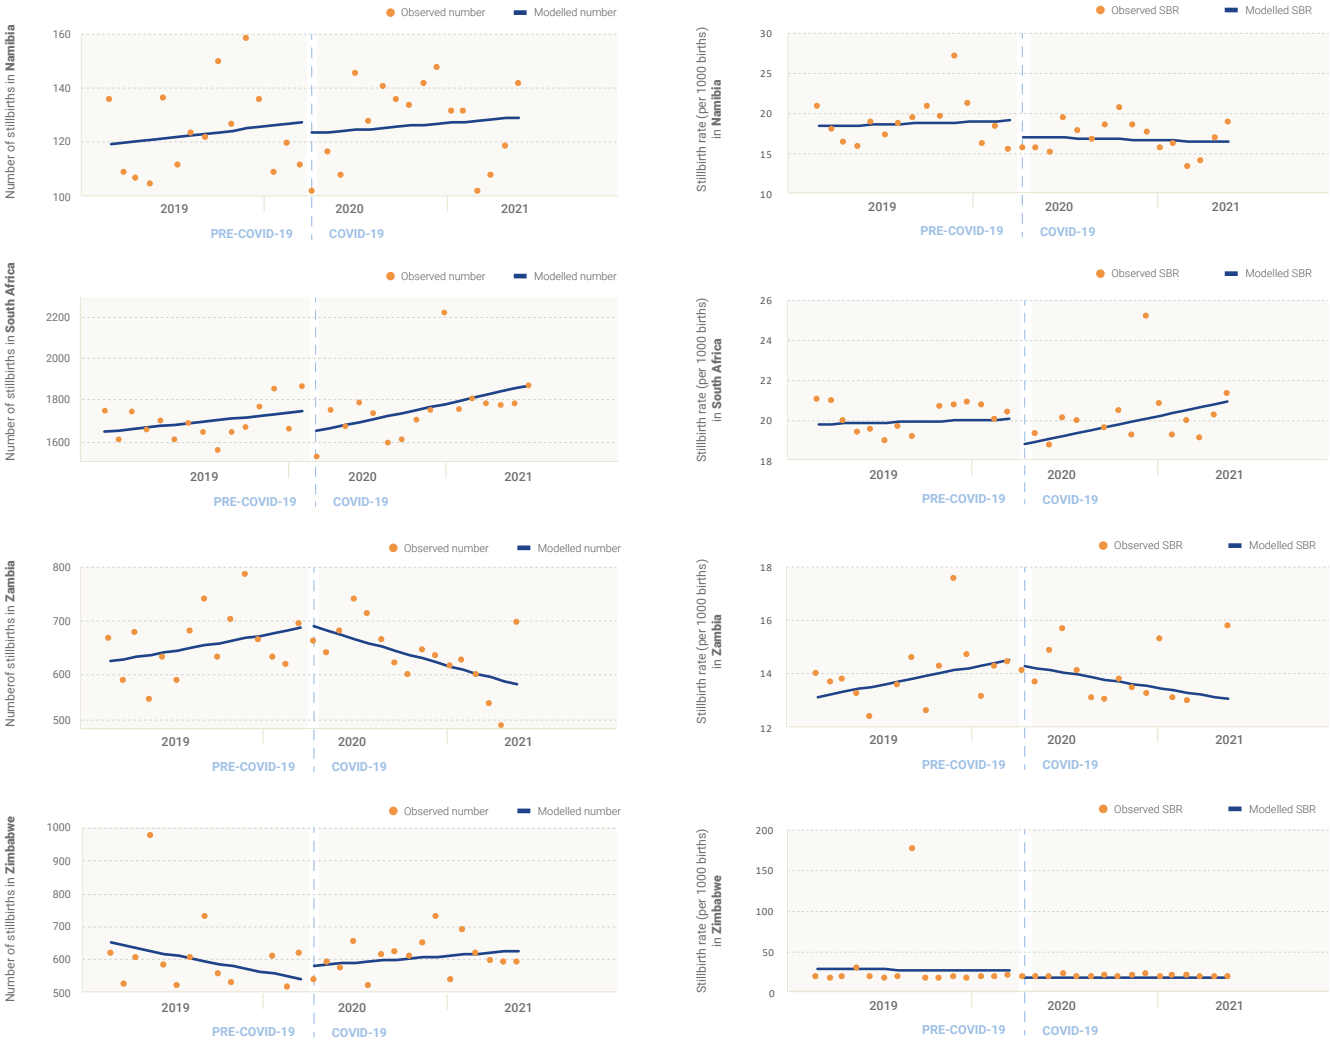 Observed number Modelled number
Number of stillbirths in Namibia
160
140
120
100
2019 2020 2021
PRE-COVID-19 COVID-19
Observed SBR Modelled SBR
Stillbirth rate (per 1000 births)
in Namibia
30
25
20
15
10
2019 2020 2021
PRE-COVID-19 COVID-19
Observed number Modelled number
Number of stillbirths in South Africa
2200
2000
1800
1600
2019 2020 2021
PRE-COVID-19 COVID-19
Observed SBR Modelled SBR
Stillbirth rate (per 1000 births)
in South Africa
26
24
22
20
18
2019 2020 2021
PRE-COVID-19 COVID-19
Observed number Modelled number
Numberof stillbirths in Zambia
800
700
600
500
2019 2020 2021
PRE-COVID-19 COVID-19
Observed SBR Modelled SBR
Stillbirth rate (per 1000 births)
in Zambia
18
16
14
12
2019 2020 2021
PRE-COVID-19 COVID-19
Observed number Modelled number
Number of stillbirths in Zimbabwe
1000
900
800
700
600
500
2019 2020 2021
PRE-COVID-19 COVID-19
Observed SBR Modelled SBR
Stillbirth rate (per 1000 births)
in Zimbabwe
200
150
100
50
0
2019 2020 2021
PRE-COVID-19 COVID-19